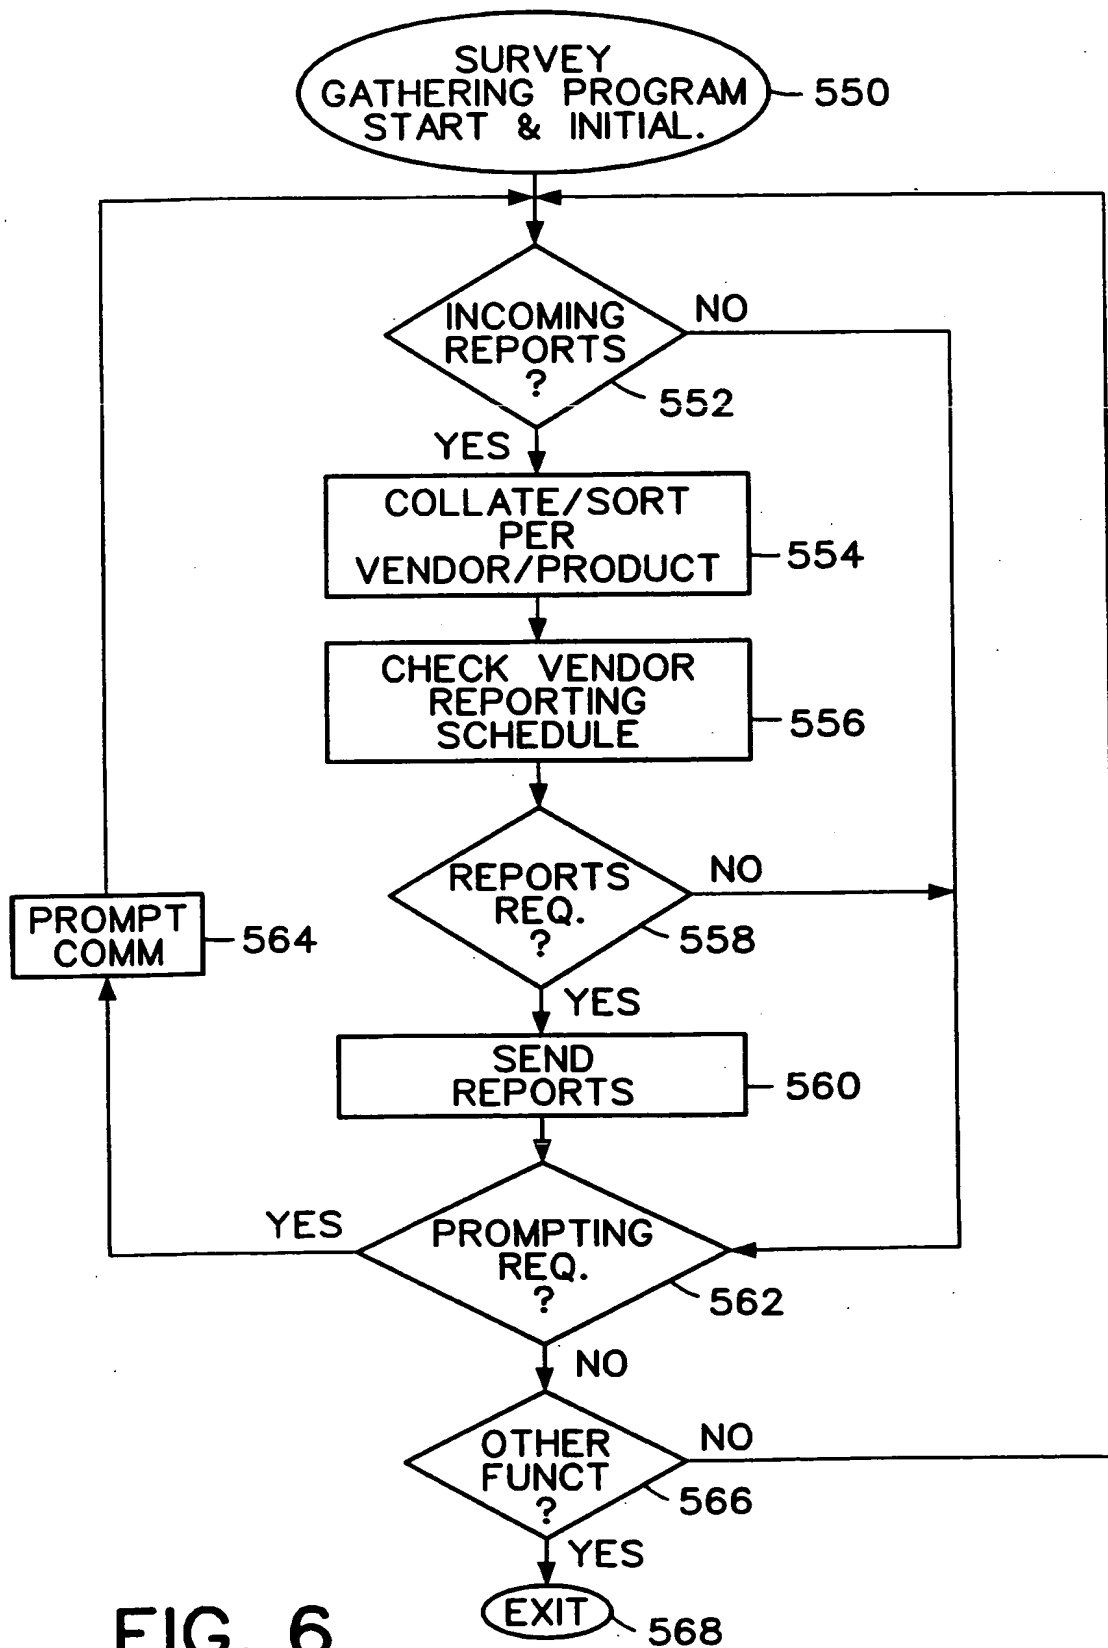 SURVEY
GATHERING PROGRAM
START & INITIAL.
550
INCOMING
REPORTS
?
NO
552
YES
COLLATE/SORT
PER
VENDOR/PRODUCT
554
CHECK VENDOR
REPORTING
SCHEDULE
556
REPORTS
REQ.
?
NO
558
PROMPT
COMM
564
YES
SEND
REPORTS
560
YES
PROMPTING
REQ.
?
562
NO
OTHER
FUNCT
?
NO
566
YES
EXIT
568
FIG. 6